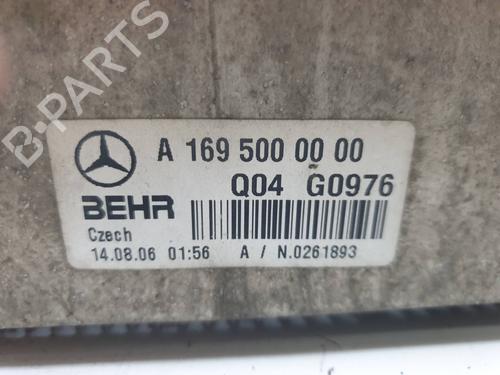 B-PARTS
A 169 500 00 00
Q04 G0976
BEHR
Czech
14.08.06 01:56 A / N.0261893